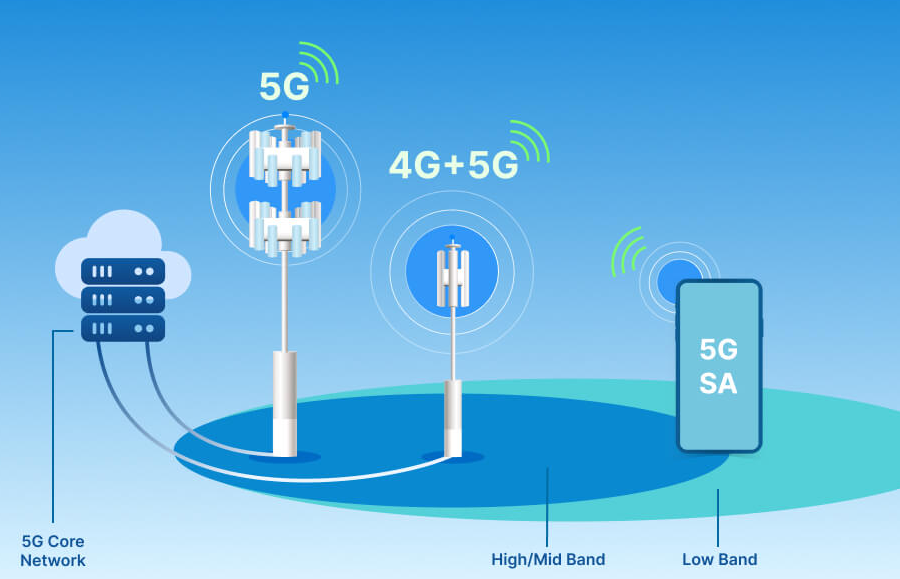 5G
4G+5G
5G
SA
5G Core
Network
High/Mid Band
Low Band